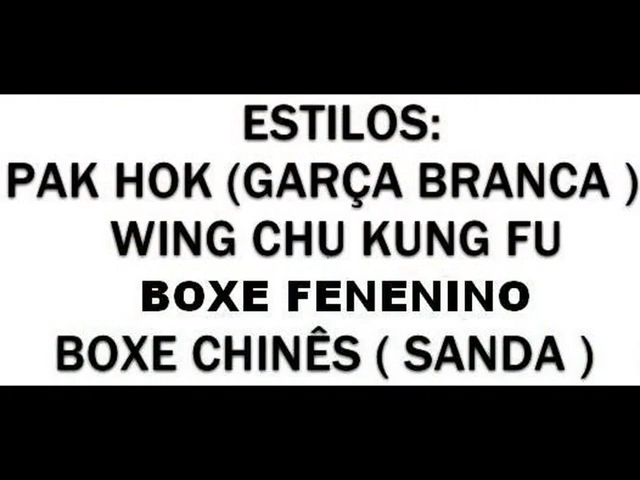 ESTILOS:
PAK HOK (GARÇA BRANCA )
WING CHU KUNG FU
BOXE FENENINO
BOXE CHINÊS ( SANDA )